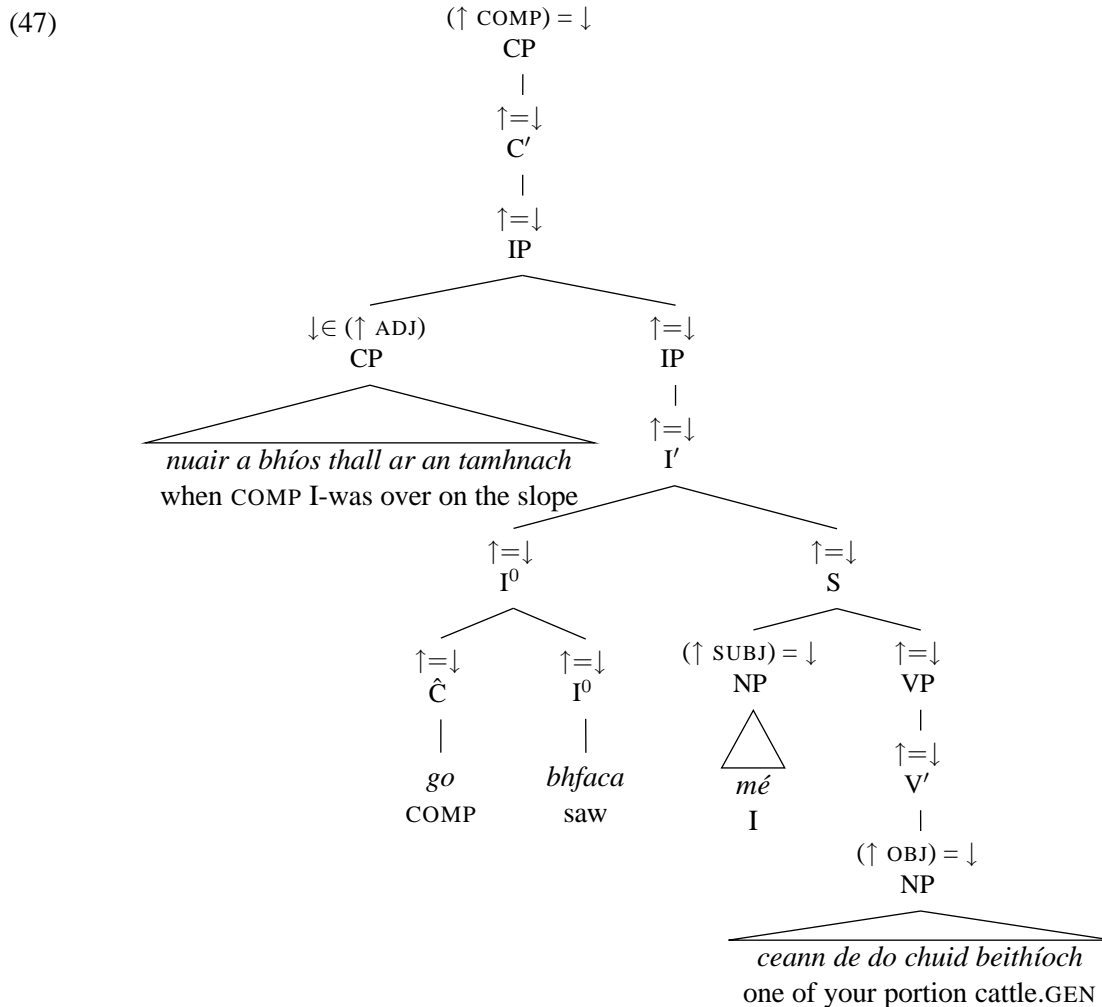 (47)
(↑ COMP) = ↓
CP
↑=↓
C′
↑=↓
IP
↓∈ (↑ ADJ) ↑=↓
CP IP
↑=↓
I′
nuair a bhíos thall ar an tamhnach
when COMP I-was over on the slope
↑=↓ ↑=↓
I⁰ S
↑=↓ ↑=↓ (↑ SUBJ) = ↓ ↑=↓
Ĉ I⁰ NP VP
↑=↓
go bhfaca mé V′
COMP saw I
(↑ OBJ) = ↓
NP
ceann de do chuid beithíoch
one of your portion cattle.GEN